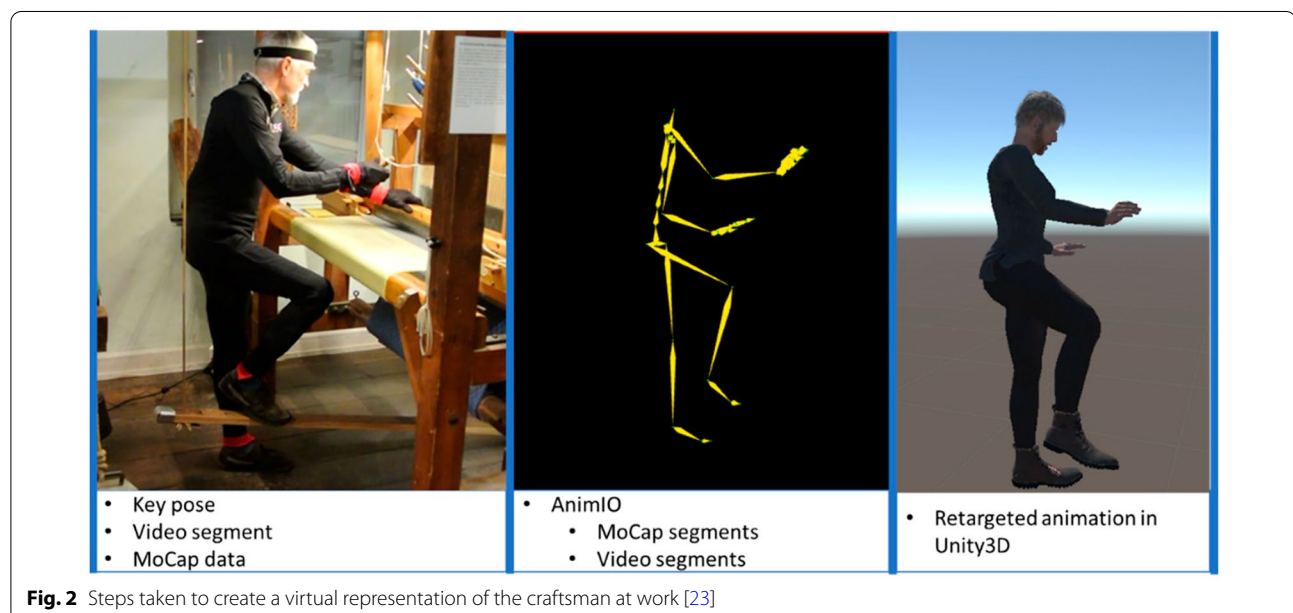 • Key pose
• Video segment
• MoCap data
• AnimIO
• MoCap segments
• Video segments
• Retargeted animation in
Unity3D
Fig. 2 Steps taken to create a virtual representation of the craftsman at work [23]